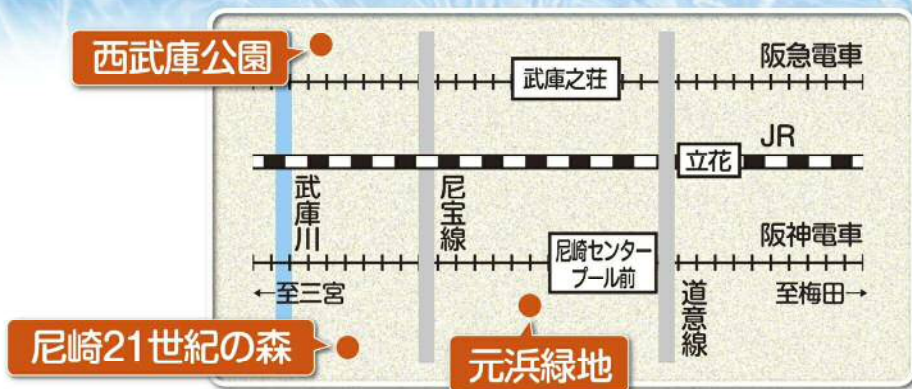 西武庫公園
阪急電車
武庫之荘
JR
立花
武庫川
尼宝線
阪神電車
尼崎センター
プール前
←至三宮
道意線
至梅田→
尼崎21世紀の森
元浜緑地